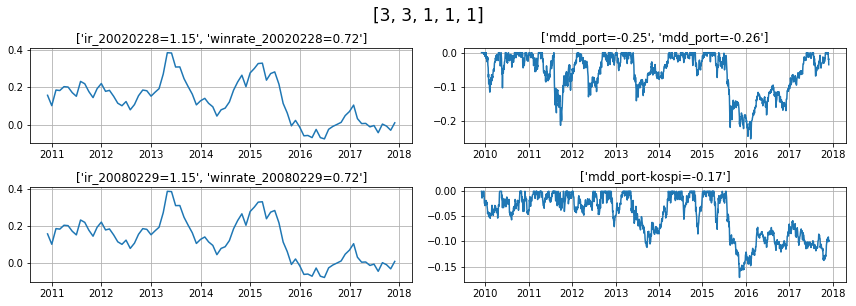 [3, 3, 1, 1, 1]
['ir_20020228=1.15', 'winrate_20020228=0.72']
0.4
0.2
0.0
2011 2012 2013 2014 2015 2016 2017 2018
['mdd_port=-0.25', 'mdd_port=-0.26']
0.0
−0.1
−0.2
2010 2011 2012 2013 2014 2015 2016 2017 2018
['ir_20080229=1.15', 'winrate_20080229=0.72']
0.4
0.2
0.0
2011 2012 2013 2014 2015 2016 2017 2018
['mdd_port-kospi=-0.17']
0.00
−0.05
−0.10
−0.15
2010 2011 2012 2013 2014 2015 2016 2017 2018